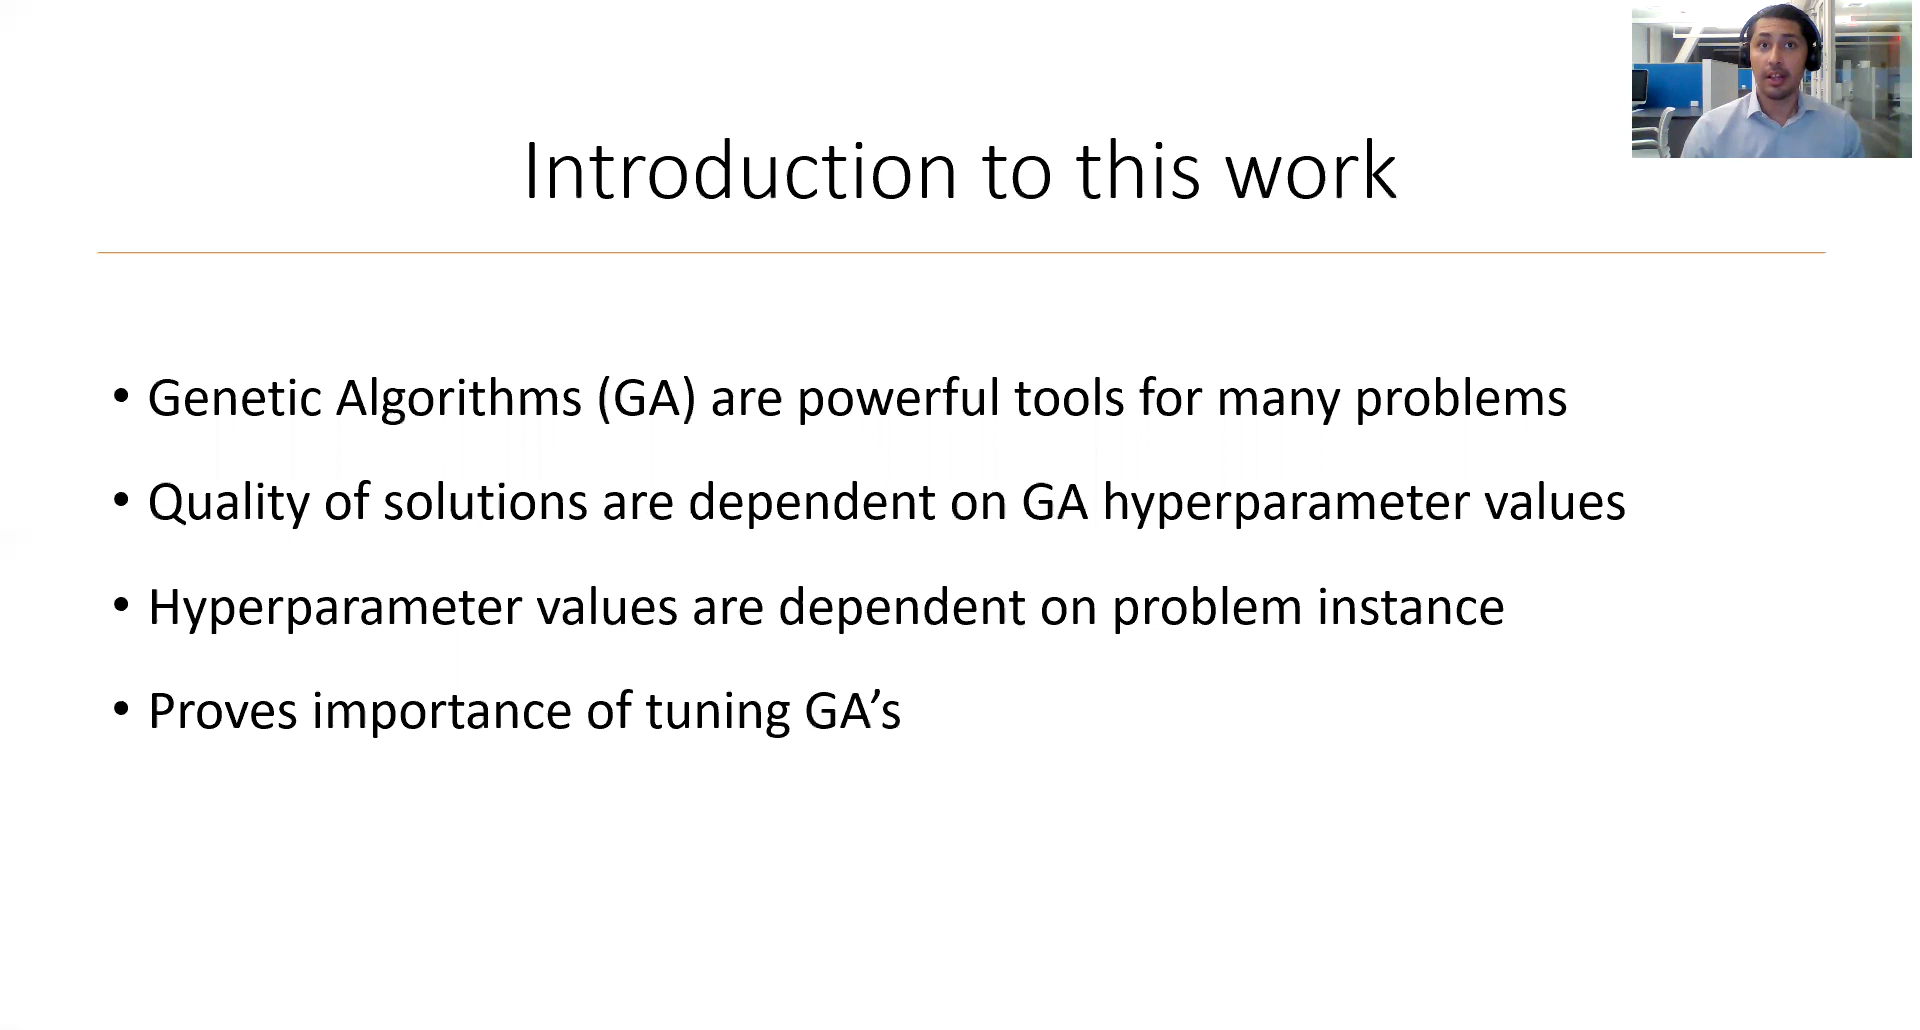 Introduction to this work
• Genetic Algorithms (GA) are powerful tools for many problems
• Quality of solutions are dependent on GA hyperparameter values
• Hyperparameter values are dependent on problem instance
• Proves importance of tuning GA’s